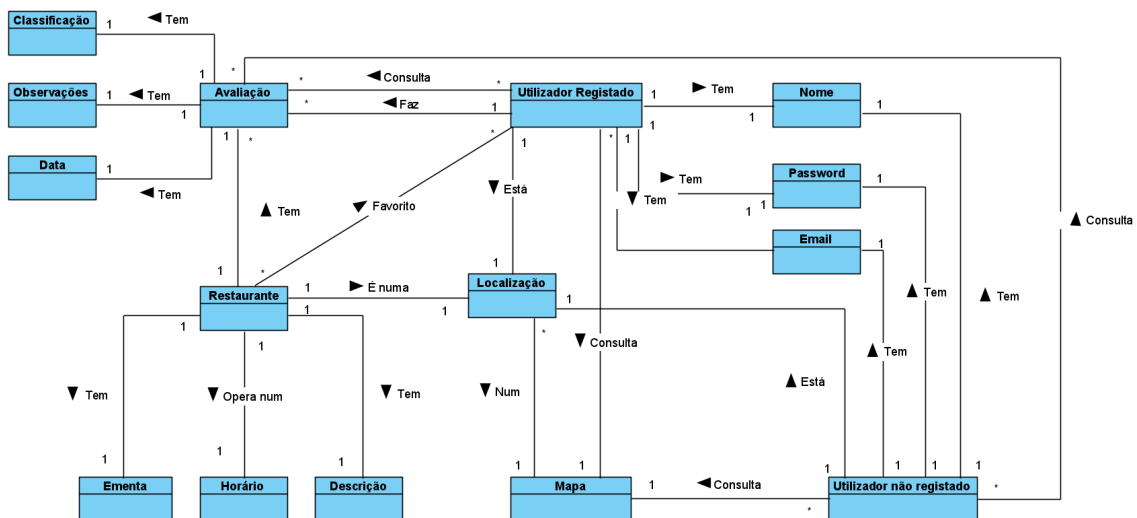 Classificação
1
Tem
Observações
1
Tem
1
Avaliação
1
*
*
*
Consulta
*
Faz
1
Utilizador Registado
1
Tem
1
Nome
1
Data
1
Tem
1
*
*
1
*
1
1
Password
1
Tem
1
1
Tem
Email
1
Consulta
Favorito
Está
Tem
1
*
1
Restaurante
1
É numa
1
Localização
1
1
1
1
*
Consulta
Tem
Tem
Tem
Tem
Opera num
Tem
Num
Está
1
1
1
1
1
1
1
1
1
1
*
Ementa
Horário
Descrição
Mapa
1
Consulta
*
Utilizador não registado